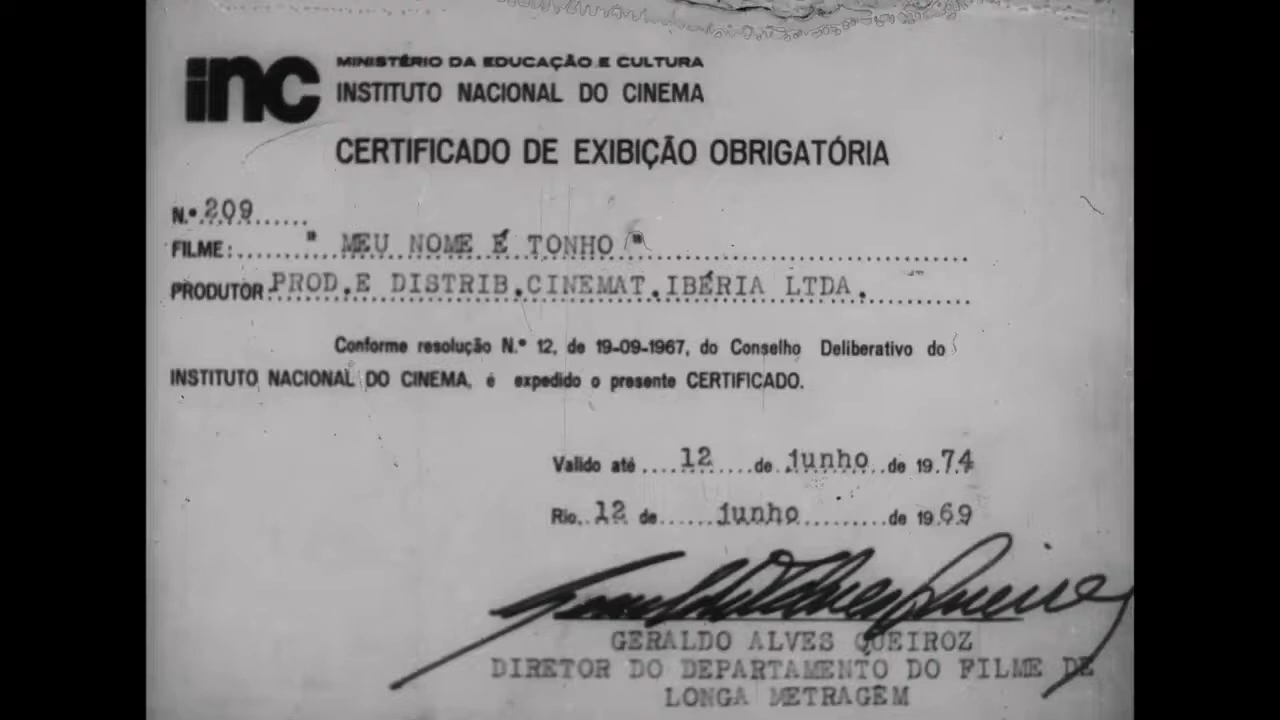 inc MINISTÉRIO DA EDUCAÇÃO E CULTURA
INSTITUTO NACIONAL DO CINEMA
CERTIFICADO DE EXIBIÇÃO OBRIGATÓRIA
N.º 209
FILME: " MEU NOME É TONHO "
PRODUTOR PROD.E DISTRIB.CINEMAT.IBÉRIA LTDA.
Conforme resolução N.º 12, de 19-09-1967, do Conselho Deliberativo do
INSTITUTO NACIONAL DO CINEMA, é expedido o presente CERTIFICADO.
Valido até 12 de junho de 1974
Rio, 12 de junho de 1969
Geraldo Alves Queiroz
GERALDO ALVES QUEIROZ
DIRETOR DO DEPARTAMENTO DO FILME DE
LONGA METRAGEM